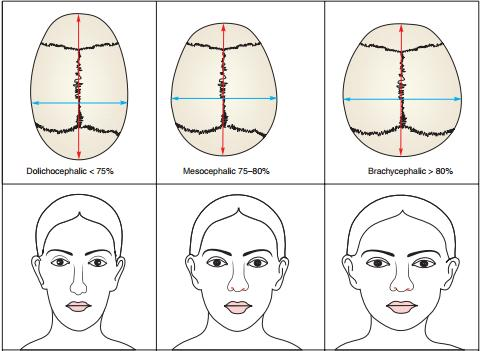 Dolichocephalic < 75%
Mesocephalic 75–80%
Brachycephalic > 80%